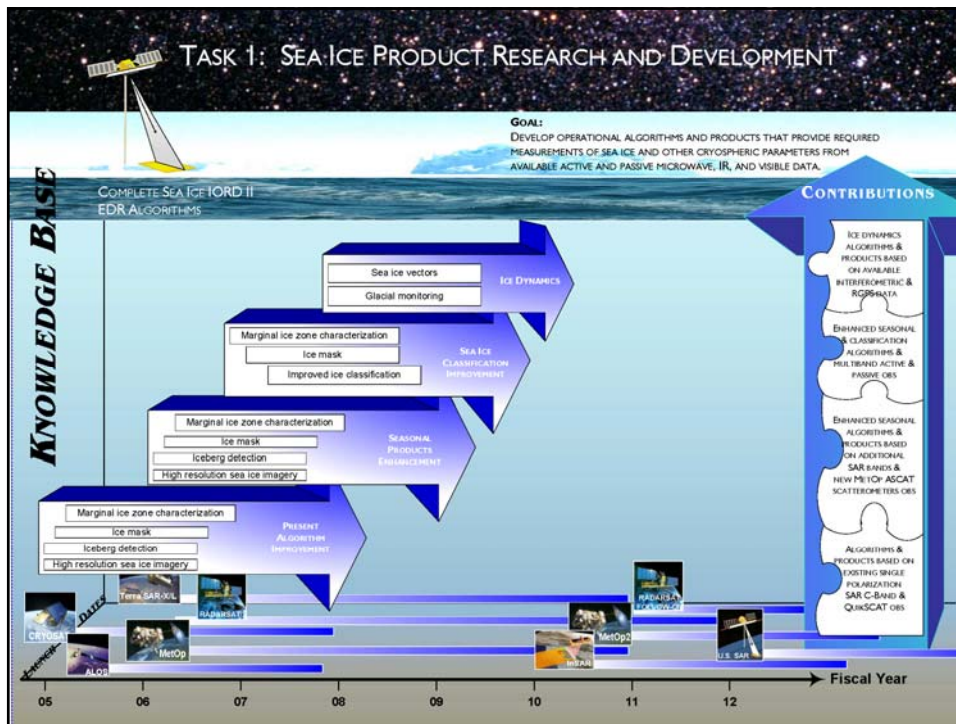 TASK 1: SEA ICE PRODUCT RESEARCH AND DEVELOPMENT
GOAL:
DEVELOP OPERATIONAL ALGORITHMS AND PRODUCTS THAT PROVIDE REQUIRED
MEASUREMENTS OF SEA ICE AND OTHER CRYOSPHERIC PARAMETERS FROM
AVAILABLE ACTIVE AND PASSIVE MICROWAVE, IR, AND VISIBLE DATA.
COMPLETE SEA ICE IORD II
EDR ALGORITHMS
KNOWLEDGE BASE
CONTRIBUTIONS
ICE DYNAMICS
ALGORITHMS &
PRODUCTS BASED
ON AVAILABLE
INTERFEROMETRIC &
RGPS DATA
ENHANCED SEASONAL
& CLASSIFICATION
ALGORITHMS &
MULTIBAND ACTIVE &
PASSIVE OBS
ENHANCED SEASONAL
ALGORITHMS &
PRODUCTS BASED
ON ADDITIONAL
SAR BANDS &
NEW METOP ASCAT
SCATTEROMETERS OBS
ALGORITHMS &
PRODUCTS BASED ON
EXISTING SINGLE
POLARIZATION
SAR C-BAND &
QUIKSCAT OBS
Sea ice vectors
Glacial monitoring
ICE DYNAMICS
Marginal ice zone characterization
Ice mask
Improved ice classification
SEA ICE
CLASSIFICATION
IMPROVEMENT
Marginal ice zone characterization
Ice mask
Iceberg detection
High resolution sea ice imagery
SEASONAL
PRODUCTS
ENHANCEMENT
Marginal ice zone characterization
Ice mask
Iceberg detection
High resolution sea ice imagery
PRESENT
ALGORITHM
IMPROVEMENT
LAUNCH DATES
CRYOSAT
Terra SAR-X/L
RADARSAT
ALOS
MetOp
InSAR
MetOp2
RADARSAT
U.S. SAR
Fiscal Year
05 06 07 08 09 10 11 12